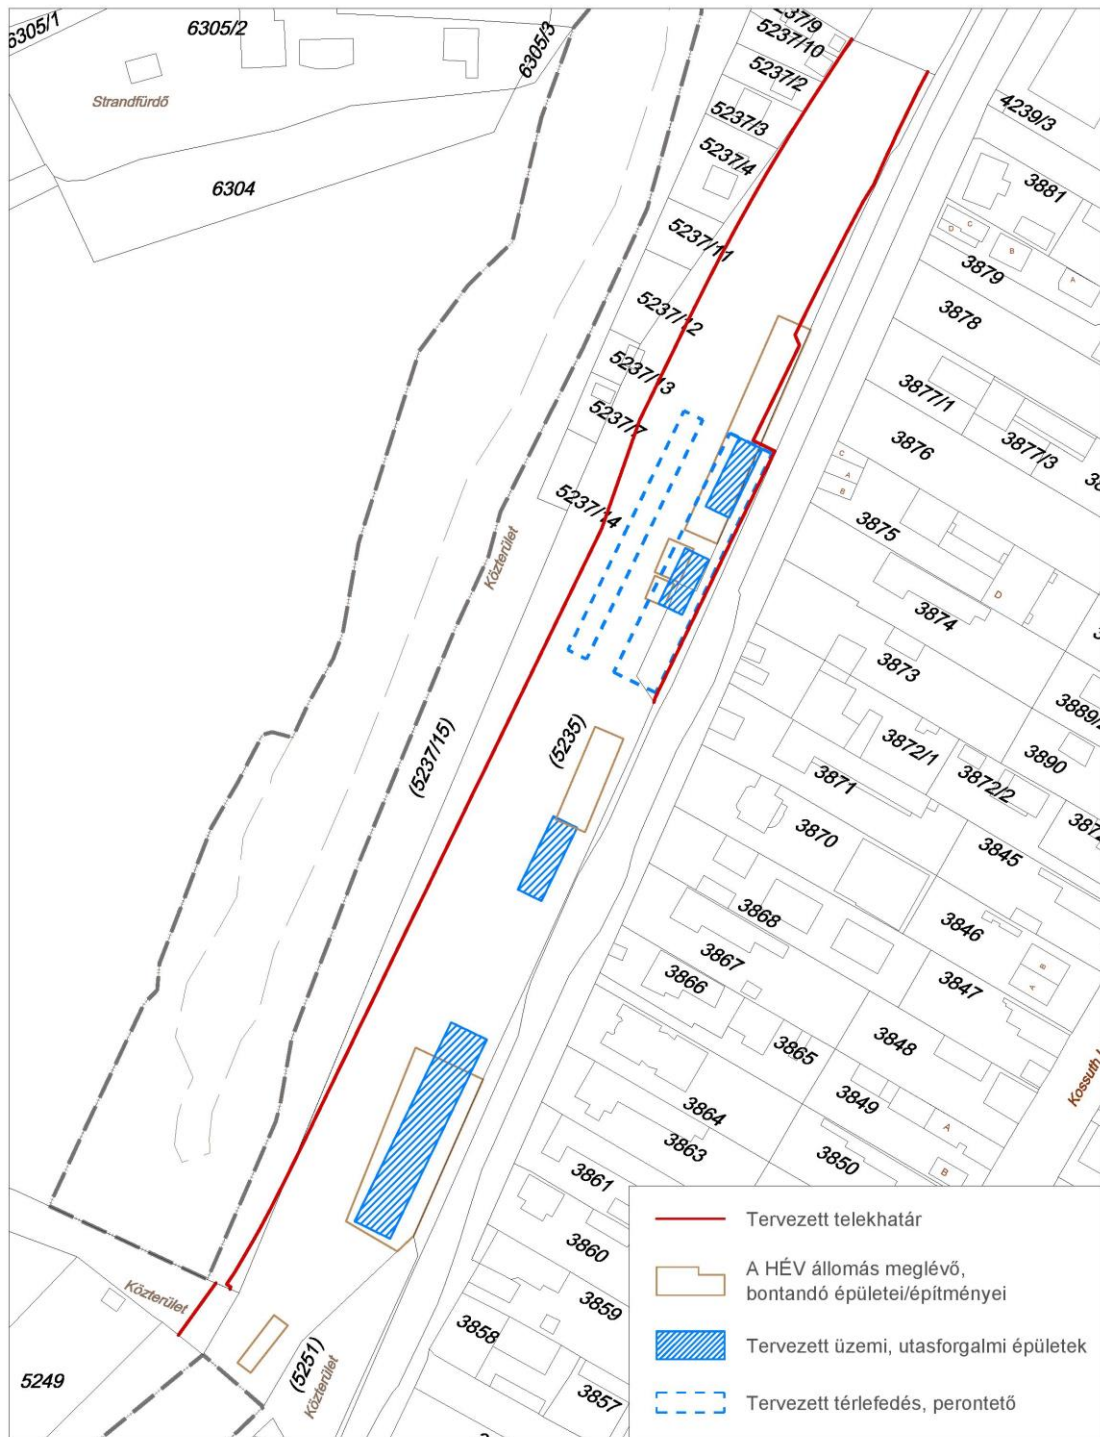 6305/1
6305/2
6305/3
5237/9
5237/10
5237/2
5237/3
5237/4
4239/3
Strandfürdő
6304
3881
C
D
B
A
3879
5237/11
3878
5237/12
5237/13
3877/1
5237/7
3877/3
3876
C
A
B
5237/14
3875
Közterület
D
3874
3873
3889/2
(5237/15)
(5235)
3872/1
3890
3871
3872/2
3870
3845
3868
3846
3867
B
A
3866
3847
3848
3865
Kossuth
3849
3864
A
3863
3850
B
3861
3860
Közterület
3859
3858
(5251)
Közterület
5249
3857
Tervezett telekhatár
A HÉV állomás meglévő,
bontandó épületei/építményei
Tervezett üzemi, utasforgalmi épületek
Tervezett térlefedés, perontető